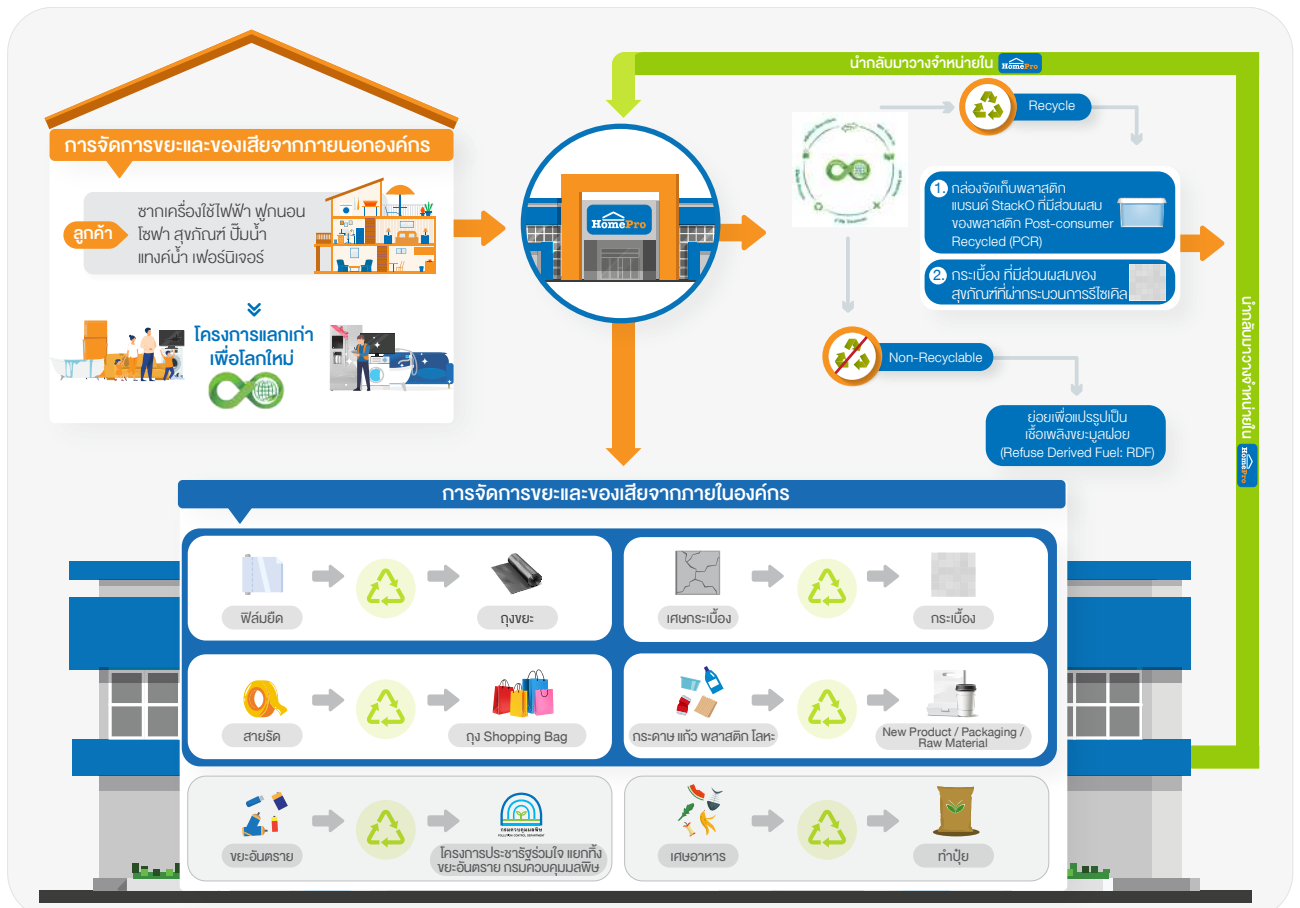 นำกลับมาวางจำหน่ายใน HomePro
การจัดการขยะและของเสียจากภายนอกองค์กร
ลูกค้า
ซากเครื่องใช้ไฟฟ้า ฟูกนอน
โซฟา สุขภัณฑ์ ปั๊มน้ำ
แทงค์น้ำ เฟอร์นิเจอร์
โครงการแลกเก่า
เพื่อโลกใหม่
HomePro
Recycle
1. กล่องจัดเก็บพลาสติก
แบรนด์ StackO ที่มีส่วนผสม
ของพลาสติก Post-consumer
Recycled (PCR)
2. กระเบื้อง ที่มีส่วนผสมของ
สุขภัณฑ์ที่ผ่ากระบวนการรีไซเคิล
Non-Recyclable
ย่อยเพื่อแปรรูปเป็น
เชื้อเพลิงขยะมูลฝอย
(Refuse Derived Fuel: RDF)
นำกลับมาวางจำหน่ายใน HomePro
การจัดการขยะและของเสียจากภายในองค์กร
ฟิล์มยืด
ถุงขยะ
เศษกระเบื้อง
กระเบื้อง
สายรัด
ถุง Shopping Bag
กระดาษ แก้ว พลาสติก โลหะ
New Product / Packaging /
Raw Material
ขยะอันตราย
กรมควบคุมมลพิษ
POLLUTION CONTROL DEPARTMENT
โครงการประชารัฐร่วมใจ แยกทิ้ง
ขยะอันตราย กรมควบคุมมลพิษ
เศษอาหาร
ทำปุ๋ย